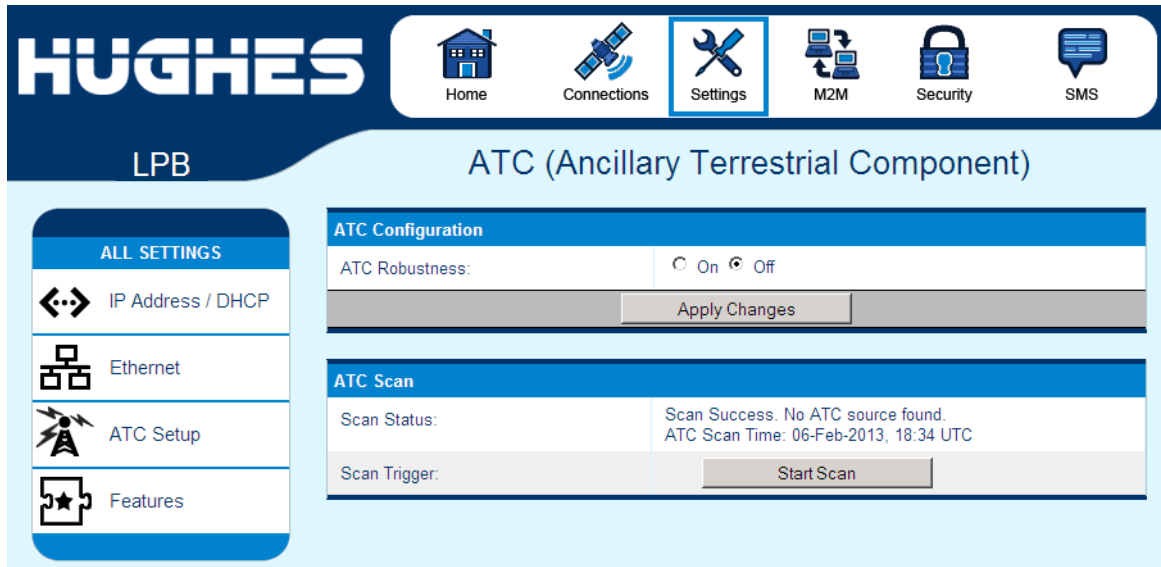 HUGHES
Home
Connections
Settings
M2M
Security
SMS
LPB
ATC (Ancillary Terrestrial Component)
ALL SETTINGS
IP Address / DHCP
Ethernet
ATC Setup
Features
ATC Configuration
ATC Robustness:
On Off
Apply Changes
ATC Scan
Scan Status:
Scan Success. No ATC source found.
ATC Scan Time: 06-Feb-2013, 18:34 UTC
Scan Trigger:
Start Scan